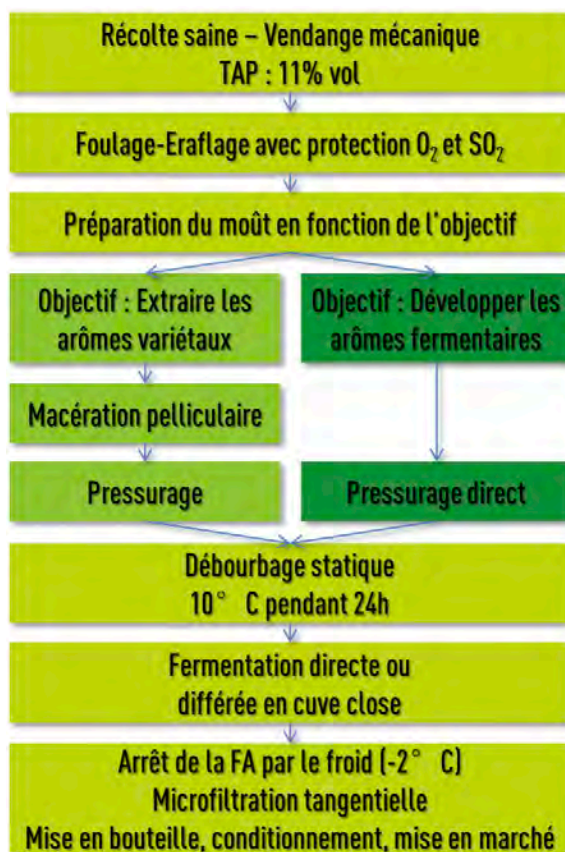 Récolte saine – Vendange mécanique
TAP : 11% vol
Foulage-Eraflage avec protection O₂ et SO₂
Préparation du moût en fonction de l'objectif
Objectif : Extraire les
arômes variétaux
Objectif : Développer les
arômes fermentaires
Macération pelliculaire
Pressurage
Pressurage direct
Débourbage statique
10° C pendant 24h
Fermentation directe ou
différée en cuve close
Arrêt de la FA par le froid (-2° C)
Microfiltration tangentielle
Mise en bouteille, conditionnement, mise en marché